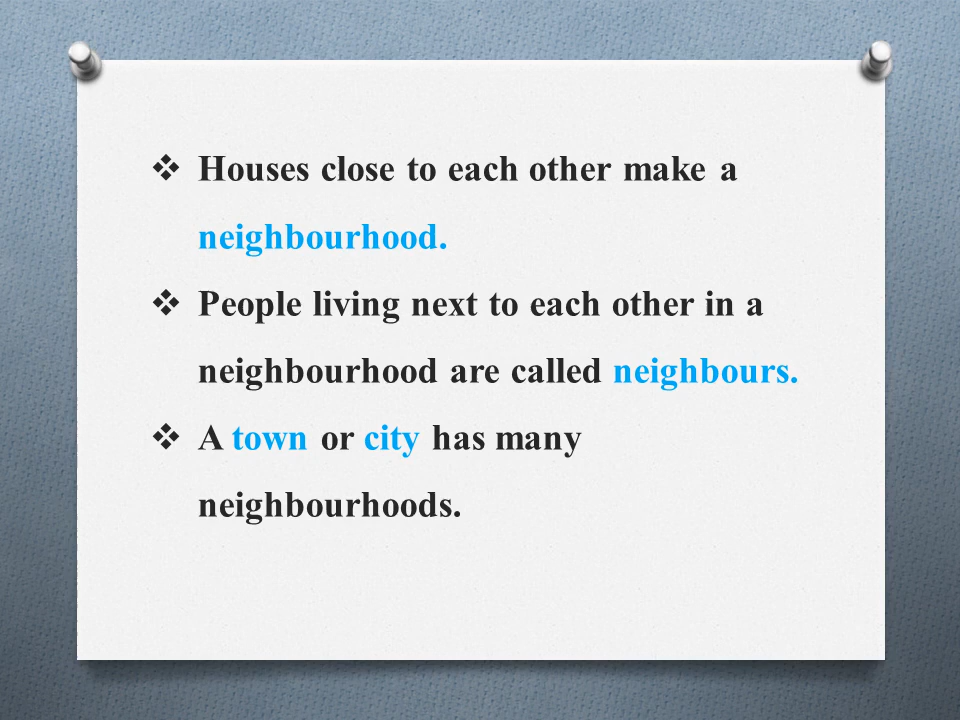 ❖ Houses close to each other make a
neighbourhood.
❖ People living next to each other in a
neighbourhood are called neighbours.
❖ A town or city has many
neighbourhoods.